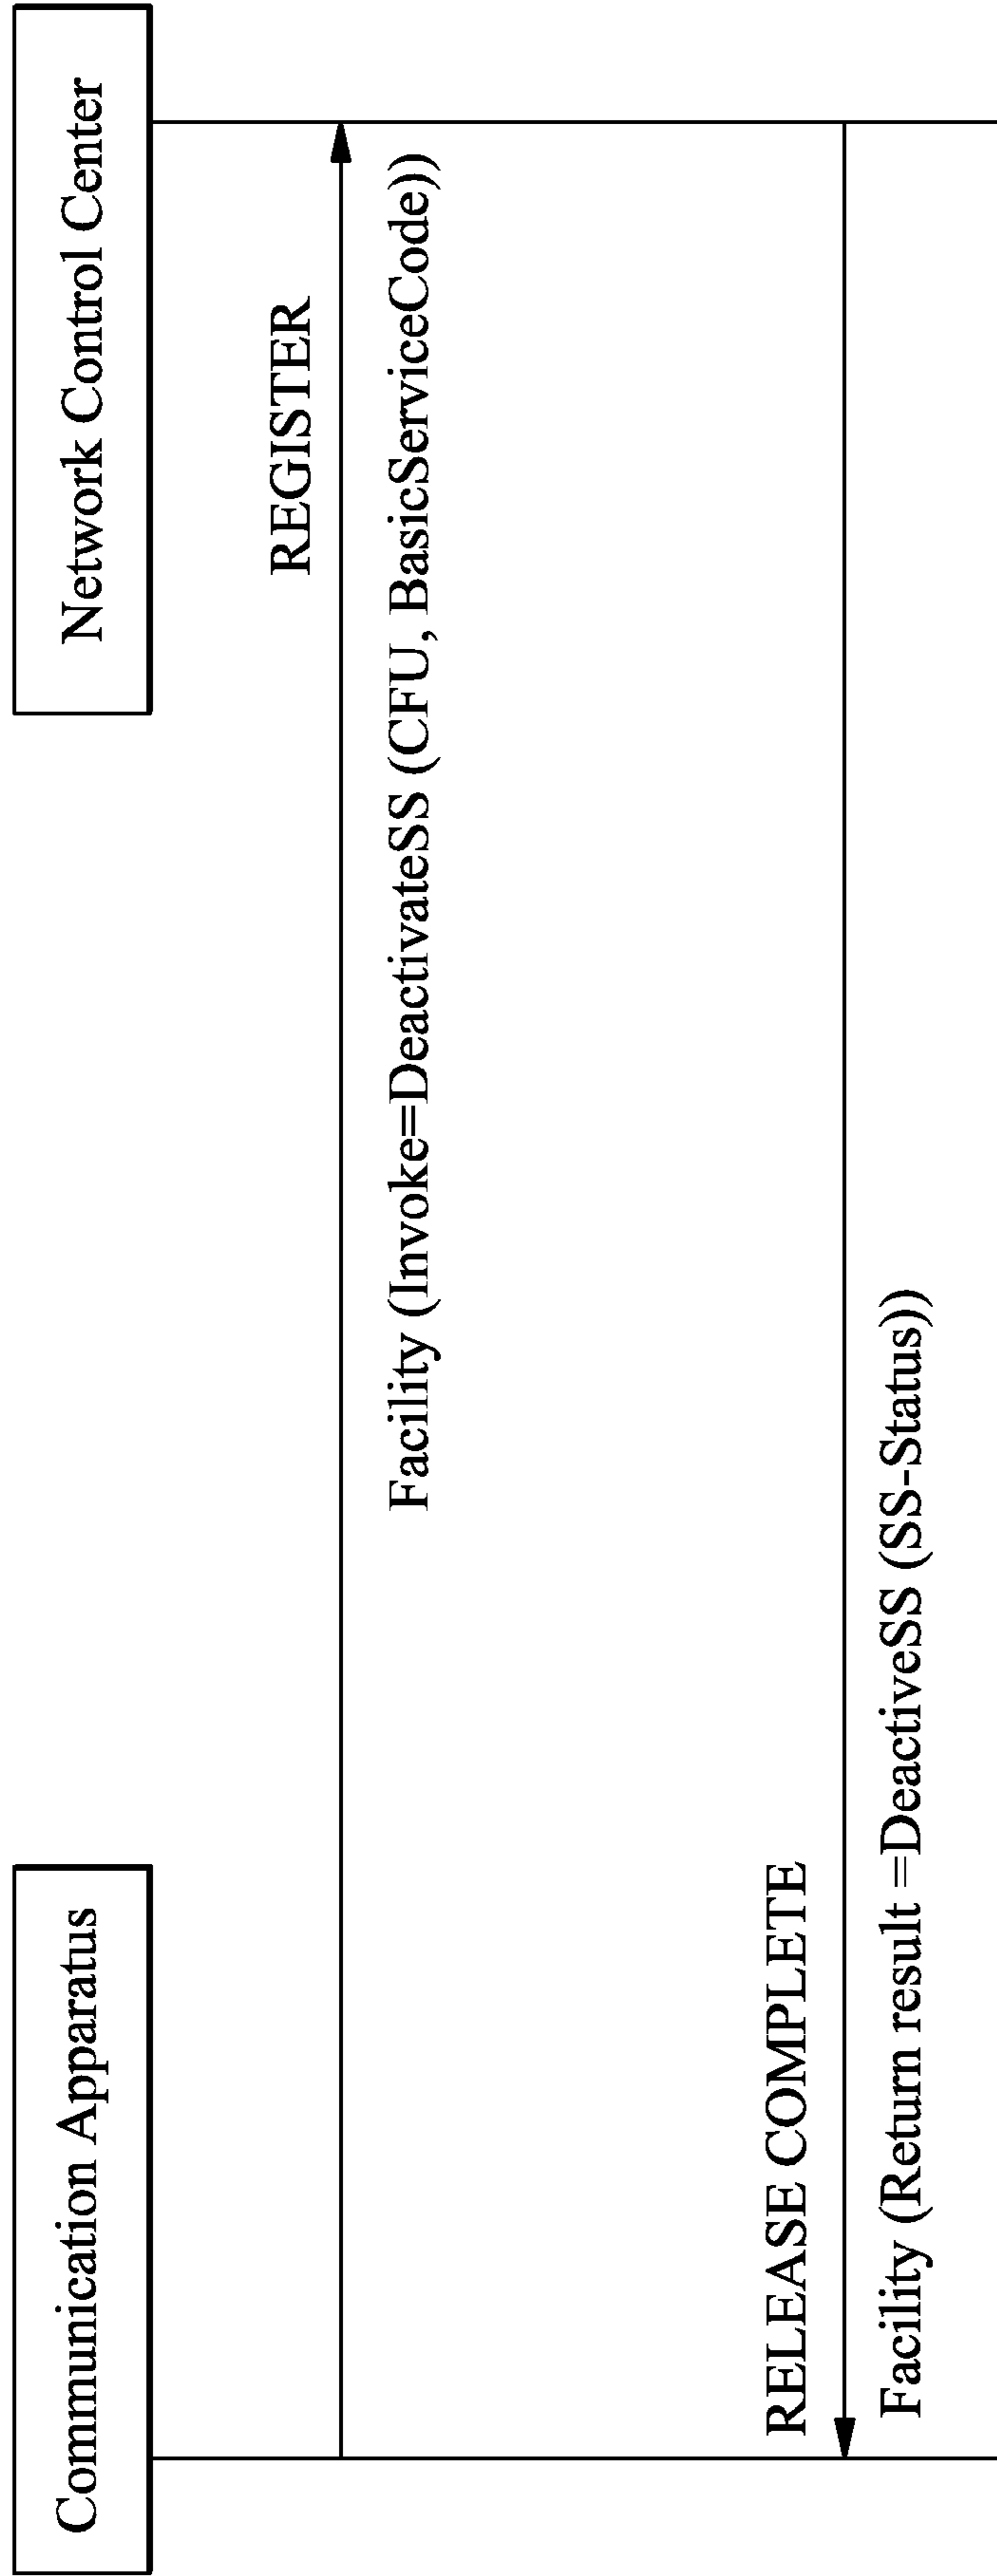 Communication Apparatus
Network Control Center
REGISTER
Facility (Invoke=DeactivateSS (CFU, BasicServiceCode))
RELEASE COMPLETE
Facility (Return result =DeactiveSS (SS-Status))